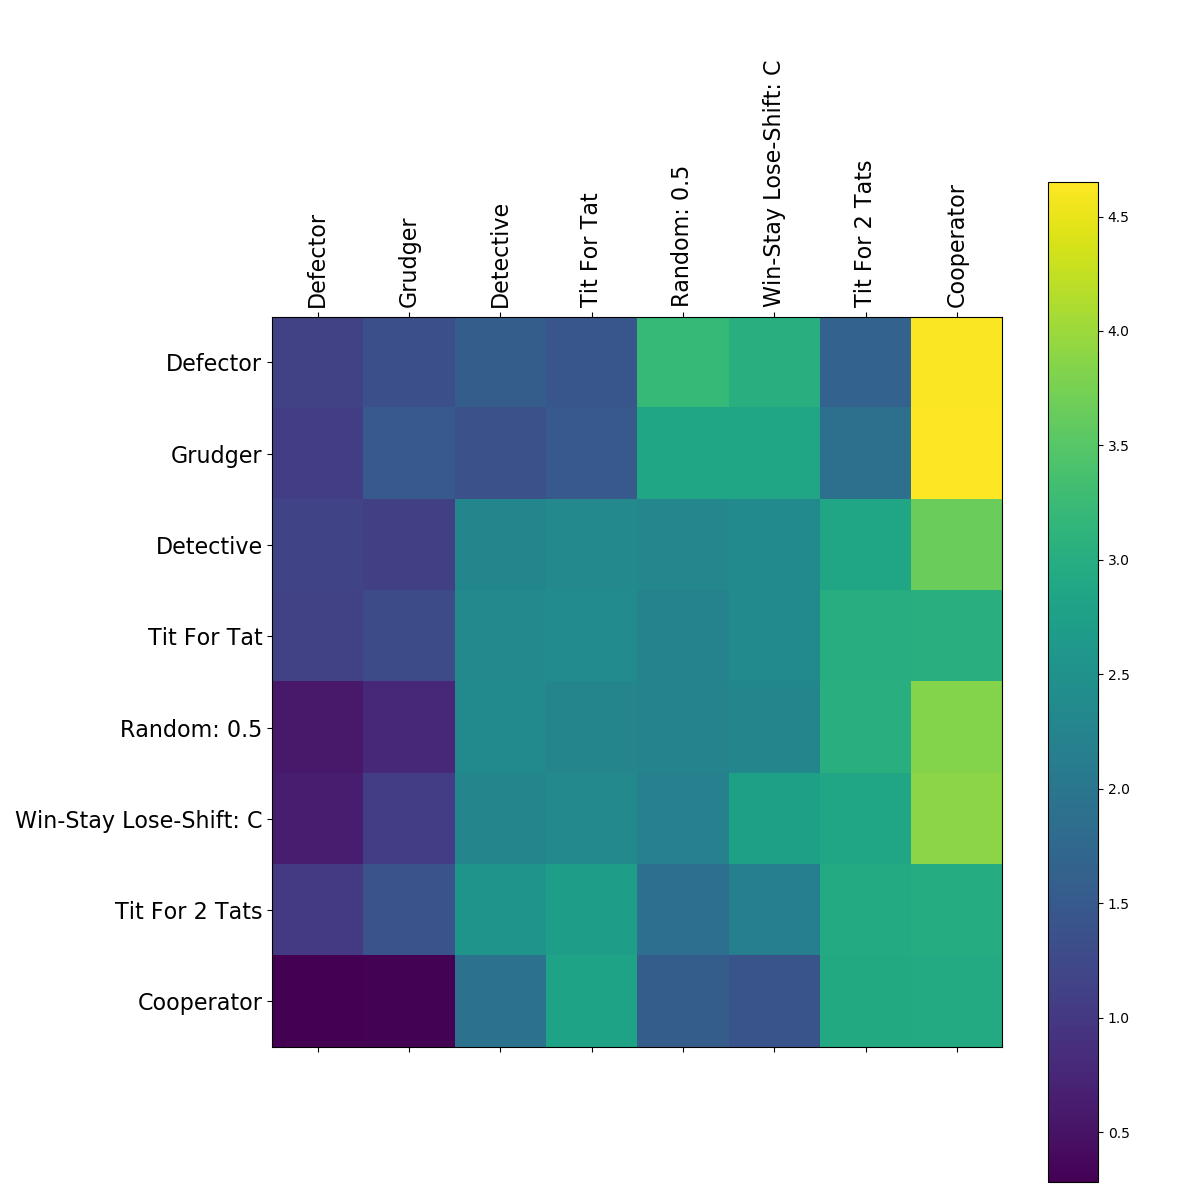 Defector
Grudger
Detective
Tit For Tat
Random: 0.5
Win-Stay Lose-Shift: C
Tit For 2 Tats
Cooperator
Defector
Grudger
Detective
Tit For Tat
Random: 0.5
Win-Stay Lose-Shift: C
Tit For 2 Tats
Cooperator
4.5
4.0
3.5
3.0
2.5
2.0
1.5
1.0
0.5